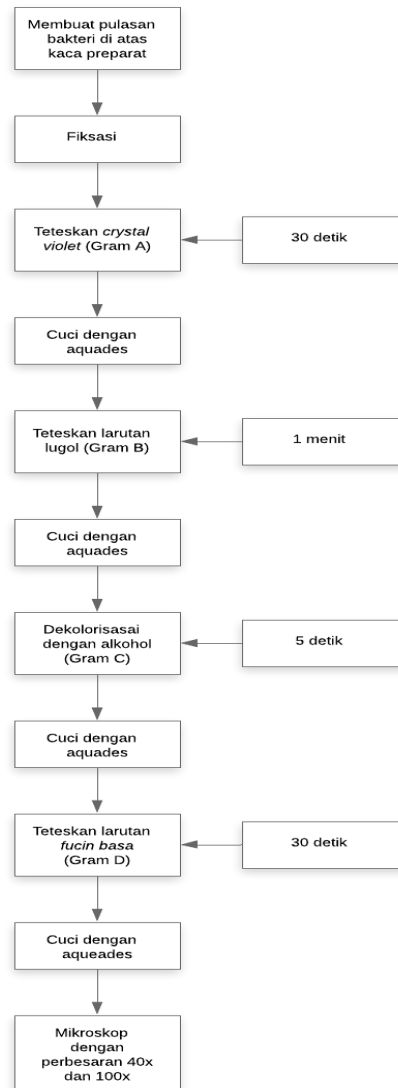 Membuat pulasan
bakteri di atas
kaca preparat
Fiksasi
Teteskan crystal
violet (Gram A)
30 detik
Cuci dengan
aquades
Teteskan larutan
lugol (Gram B)
1 menit
Cuci dengan
aquades
Dekolorisasai
dengan alkohol
(Gram C)
5 detik
Cuci dengan
aquades
Teteskan larutan
fucin basa
(Gram D)
30 detik
Cuci dengan
aqueades
Mikroskop
dengan
perbesaran 40x
dan 100x